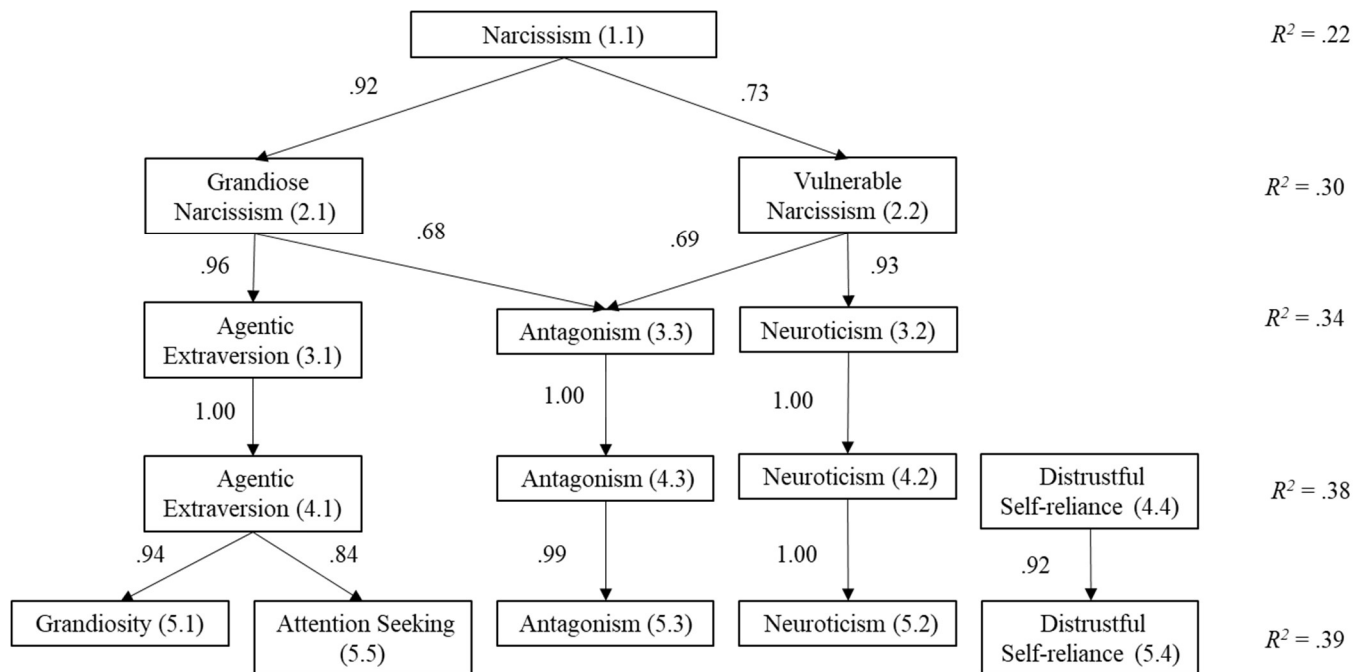 Narcissism (1.1)
R² = .22
.92
.73
Grandiose
Narcissism (2.1)
Vulnerable
Narcissism (2.2)
R² = .30
.96
.68
.69
.93
Agentic
Extraversion (3.1)
Antagonism (3.3)
Neuroticism (3.2)
R² = .34
1.00
1.00
1.00
Agentic
Extraversion (4.1)
Antagonism (4.3)
Neuroticism (4.2)
Distrustful
Self-reliance (4.4)
R² = .38
.94
.84
.99
1.00
.92
Grandiosity (5.1)
Attention Seeking
(5.5)
Antagonism (5.3)
Neuroticism (5.2)
Distrustful
Self-reliance (5.4)
R² = .39